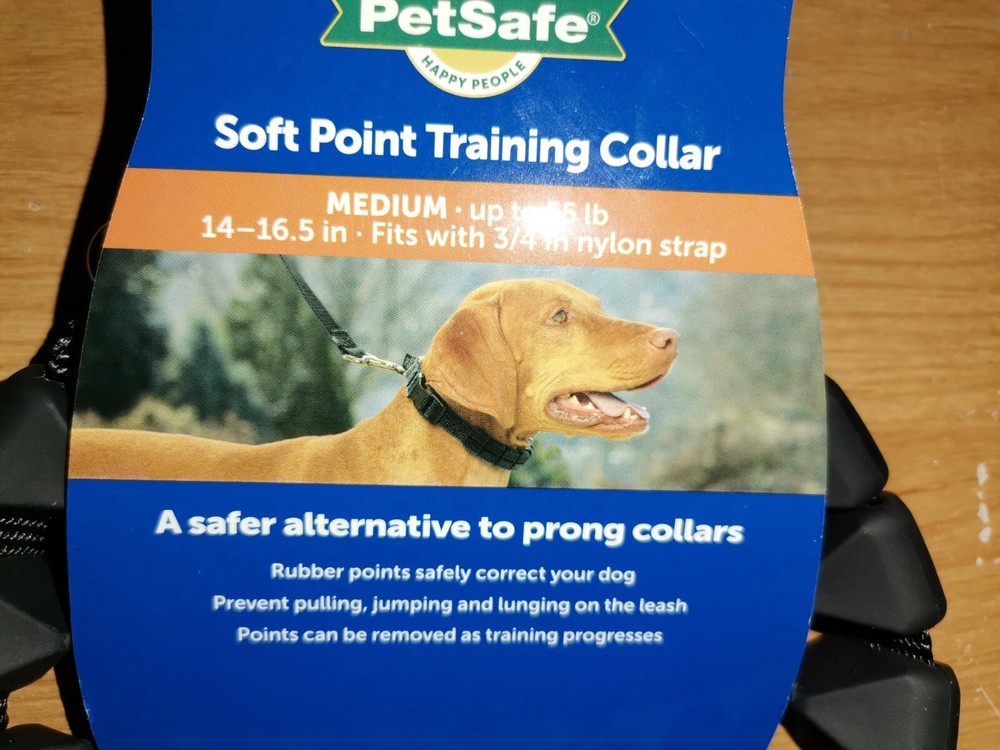 PetSafe®
HAPPY PEOPLE
Soft Point Training Collar
MEDIUM · up lb
14–16.5 in · Fits with 3/4 in nylon strap
A safer alternative to prong collars
Rubber points safely correct your dog
Prevent pulling, jumping and lunging on the leash
Points can be removed as training progresses